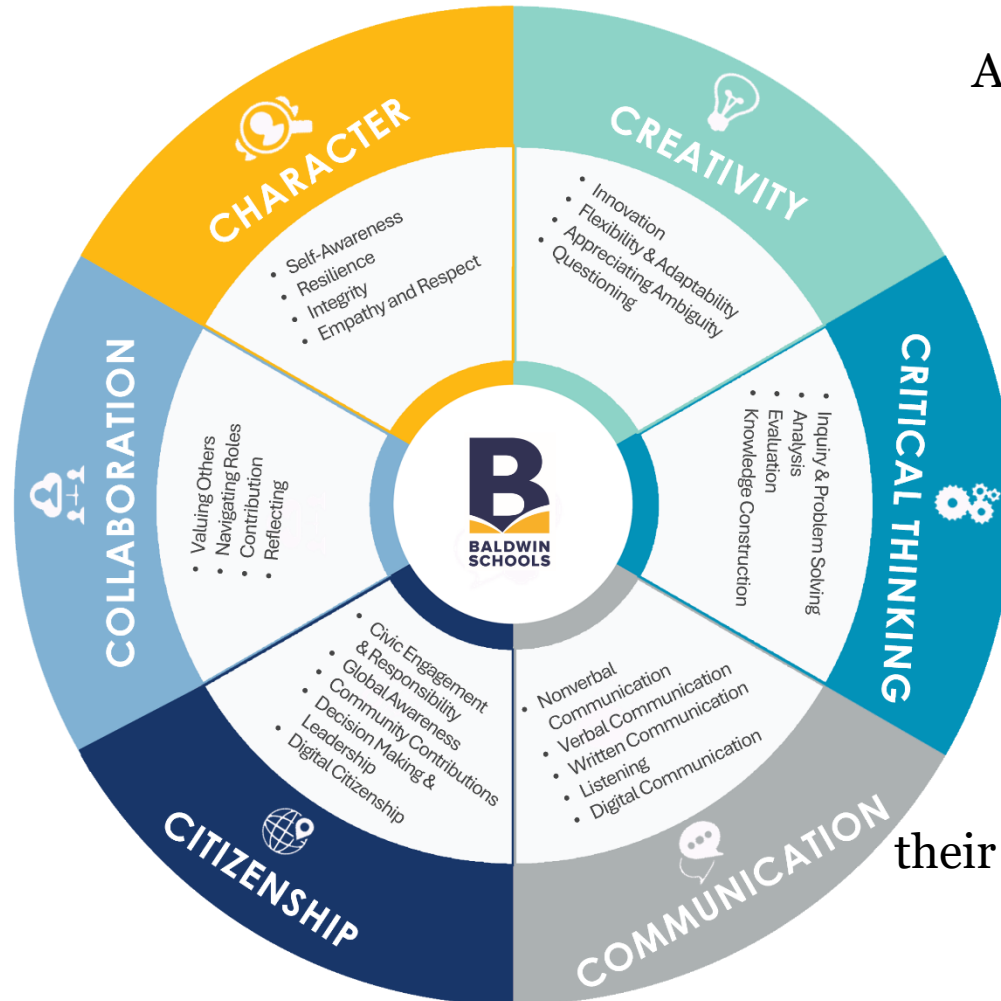 A
CHARACTER
• Self-Awareness
• Resilience
• Integrity
• Empathy and Respect
CREATIVITY
• Innovation
• Flexibility & Adaptability
• Appreciating Ambiguity
• Questioning
CRITICAL THINKING
• Inquiry & Problem Solving
• Analysis
• Evaluation
• Knowledge Construction
COMMUNICATION
• Nonverbal
Communication
• Verbal Communication
• Written Communication
• Listening
• Digital Communication
their
CITIZENSHIP
• Civic Engagement
& Responsibility
• Global Awareness
• Community Contributions
• Decision Making &
Leadership
• Digital Citizenship
COLLABORATION
• Valuing Others
• Navigating Roles
• Contribution
• Reflecting
B
BALDWIN
SCHOOLS